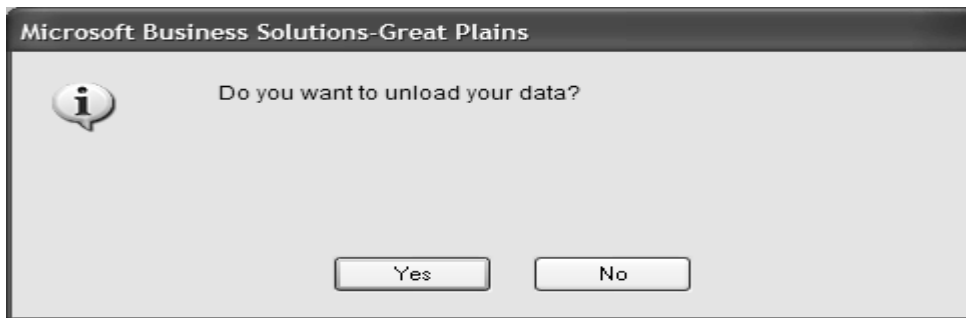 Microsoft Business Solutions-Great Plains
Do you want to unload your data?
Yes No